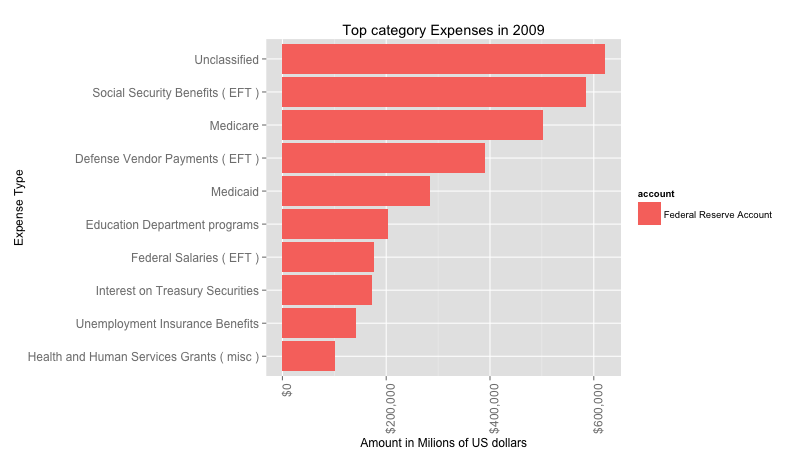 Top category Expenses in 2009
Expense Type
Unclassified
Social Security Benefits ( EFT )
Medicare
Defense Vendor Payments ( EFT )
Medicaid
Education Department programs
Federal Salaries ( EFT )
Interest on Treasury Securities
Unemployment Insurance Benefits
Health and Human Services Grants ( misc )
$0
$200,000
$400,000
$600,000
Amount in Milions of US dollars
account
Federal Reserve Account